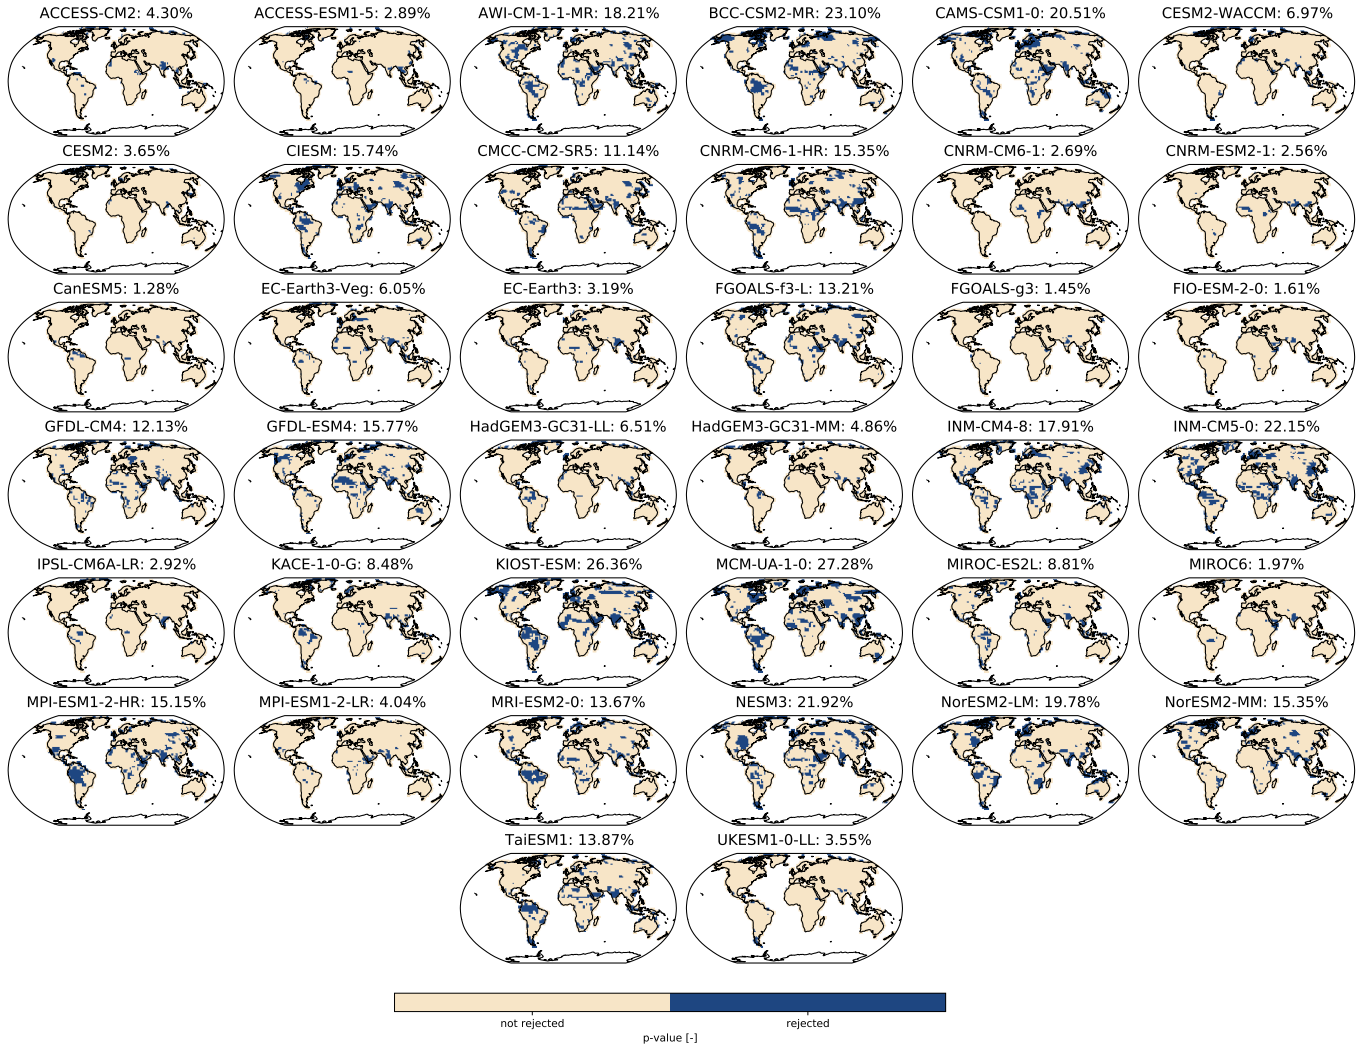 ACCESS-CM2: 4.30%
ACCESS-ESM1-5: 2.89%
AWI-CM-1-1-MR: 18.21%
BCC-CSM2-MR: 23.10%
CAMS-CSM1-0: 20.51%
CESM2-WACCM: 6.97%
CESM2: 3.65%
CIESM: 15.74%
CMCC-CM2-SR5: 11.14%
CNRM-CM6-1-HR: 15.35%
CNRM-CM6-1: 2.69%
CNRM-ESM2-1: 2.56%
CanESM5: 1.28%
EC-Earth3-Veg: 6.05%
EC-Earth3: 3.19%
FGOALS-f3-L: 13.21%
FGOALS-g3: 1.45%
FIO-ESM-2-0: 1.61%
GFDL-CM4: 12.13%
GFDL-ESM4: 15.77%
HadGEM3-GC31-LL: 6.51%
HadGEM3-GC31-MM: 4.86%
INM-CM4-8: 17.91%
INM-CM5-0: 22.15%
IPSL-CM6A-LR: 2.92%
KACE-1-0-G: 8.48%
KIOST-ESM: 26.36%
MCM-UA-1-0: 27.28%
MIROC-ES2L: 8.81%
MIROC6: 1.97%
MPI-ESM1-2-HR: 15.15%
MPI-ESM1-2-LR: 4.04%
MRI-ESM2-0: 13.67%
NESM3: 21.92%
NorESM2-LM: 19.78%
NorESM2-MM: 15.35%
TaiESM1: 13.87%
UKESM1-0-LL: 3.55%
not rejected
rejected
p-value [-]